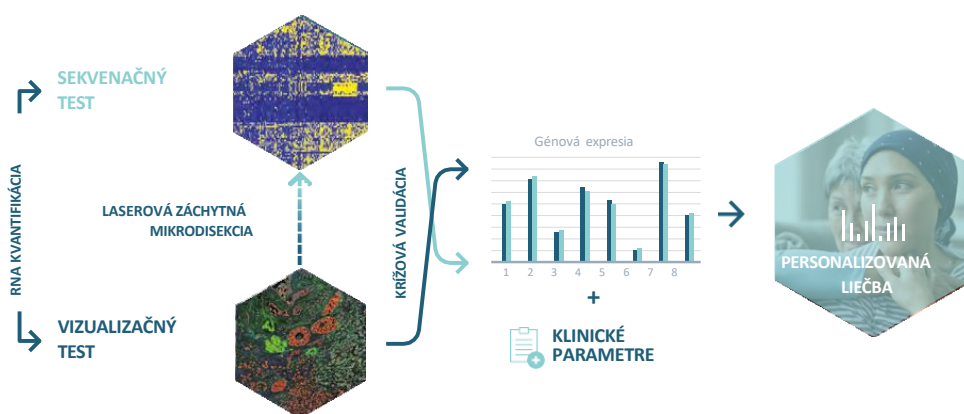 RNA KVANTIFIKÁCIA
SEKVENAČNÝ
TEST
LASEROVÁ ZÁCHYTNÁ
MIKRODISEKCIA
VIZUALIZAČNÝ
TEST
KRÍŽOVÁ VALIDÁCIA
Génová expresia
1 2 3 4 5 6 7 8
+
KLINICKÉ
PARAMETRE
PERSONALIZOVANÁ
LIEČBA